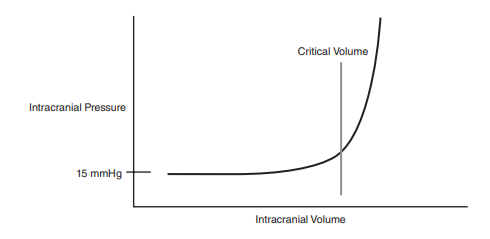 Critical Volume
Intracranial Pressure
15 mmHg
Intracranial Volume